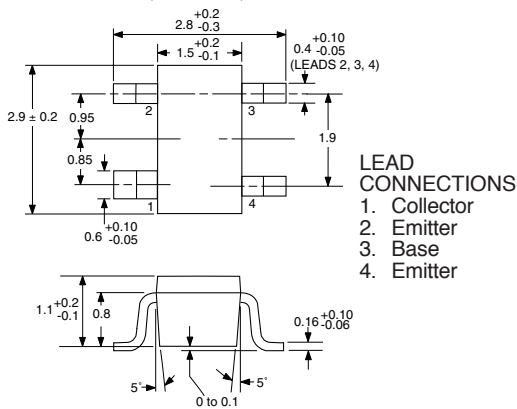 2.8 +0.2 -0.3
1.5 +0.2 -0.1
0.4 +0.10 -0.05
(LEADS 2, 3, 4)
2 3
2.9 ± 0.2
0.95
1.9
0.85
1 4
0.6 +0.10 -0.05
LEAD
CONNECTIONS
1. Collector
2. Emitter
3. Base
4. Emitter
1.1 +0.2 -0.1
0.8
0.16 +0.10 -0.06
5° 5°
0 to 0.1